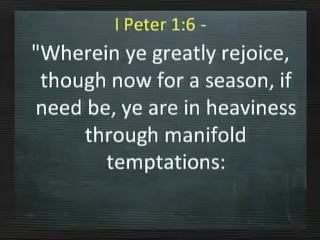 I Peter 1:6 -
"Wherein ye greatly rejoice,
though now for a season, if
need be, ye are in heaviness
through manifold
temptations: